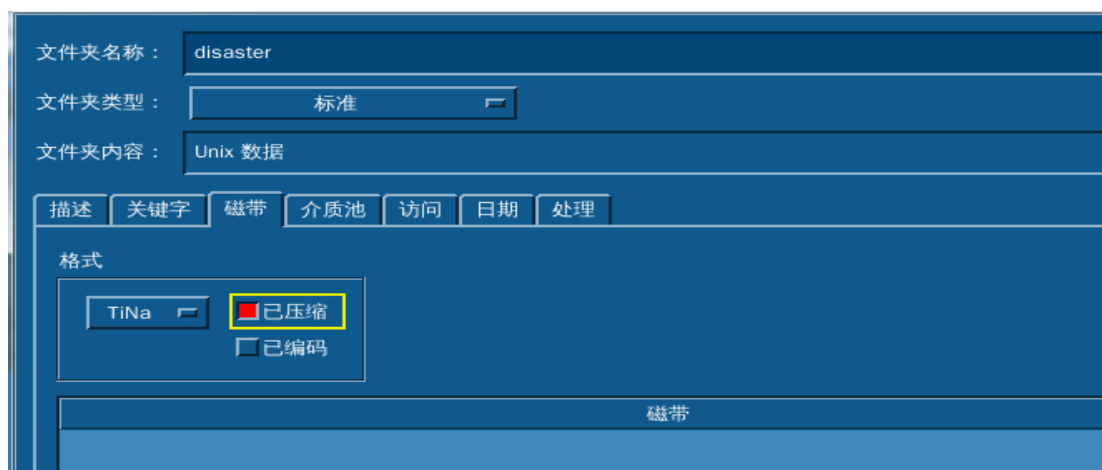 文件夹名称： disaster
文件夹类型： 标准
文件夹内容： Unix 数据
描述 关键字 磁带 介质池 访问 日期 处理
格式
TiNa 已压缩
已编码
磁带